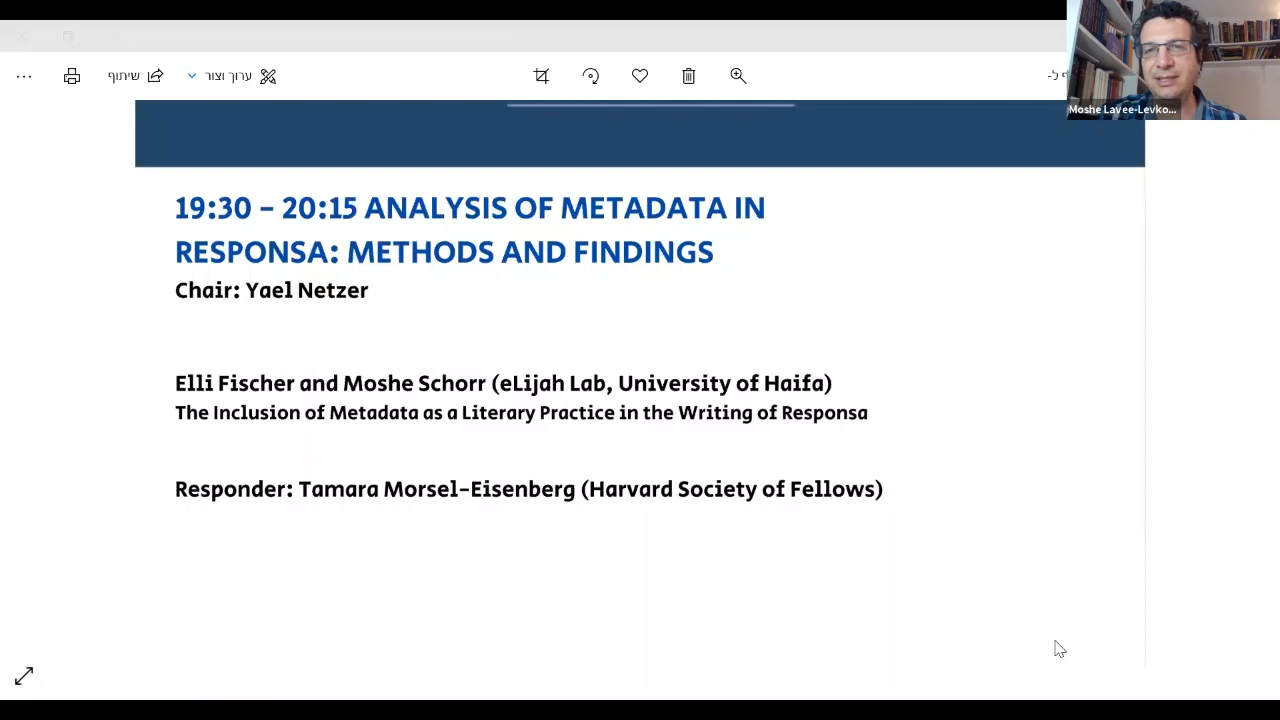 שיתוף
ערוך וצור
Moshe Lavee-Levko...
19:30 – 20:15 ANALYSIS OF METADATA IN
RESPONSA: METHODS AND FINDINGS
Chair: Yael Netzer
Elli Fischer and Moshe Schorr (eLijah Lab, University of Haifa)
The Inclusion of Metadata as a Literary Practice in the Writing of Responsa
Responder: Tamara Morsel-Eisenberg (Harvard Society of Fellows)